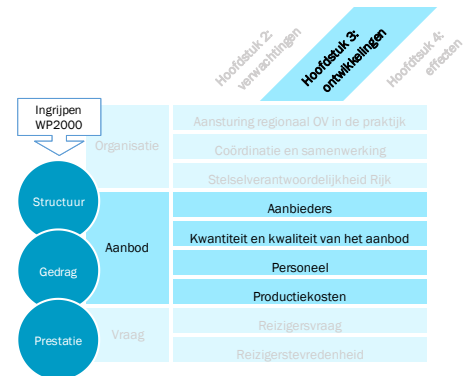 Hoofdstuk 2:
verwachtingen
Hoofdstuk 3:
ontwikkelingen
Hoofdtsuk 4:
effecten
Ingrijpen
WP2000
Organisatie
Aansturing regionaal OV in de praktijk
Coördinatie en samenwerking
Stelselverantwoordelijkheid Rijk
Structuur
Gedrag
Aanbod
Aanbieders
Kwantiteit en kwaliteit van het aanbod
Personeel
Productiekosten
Prestatie
Vraag
Reizigersvraag
Reizigerstevredenheid